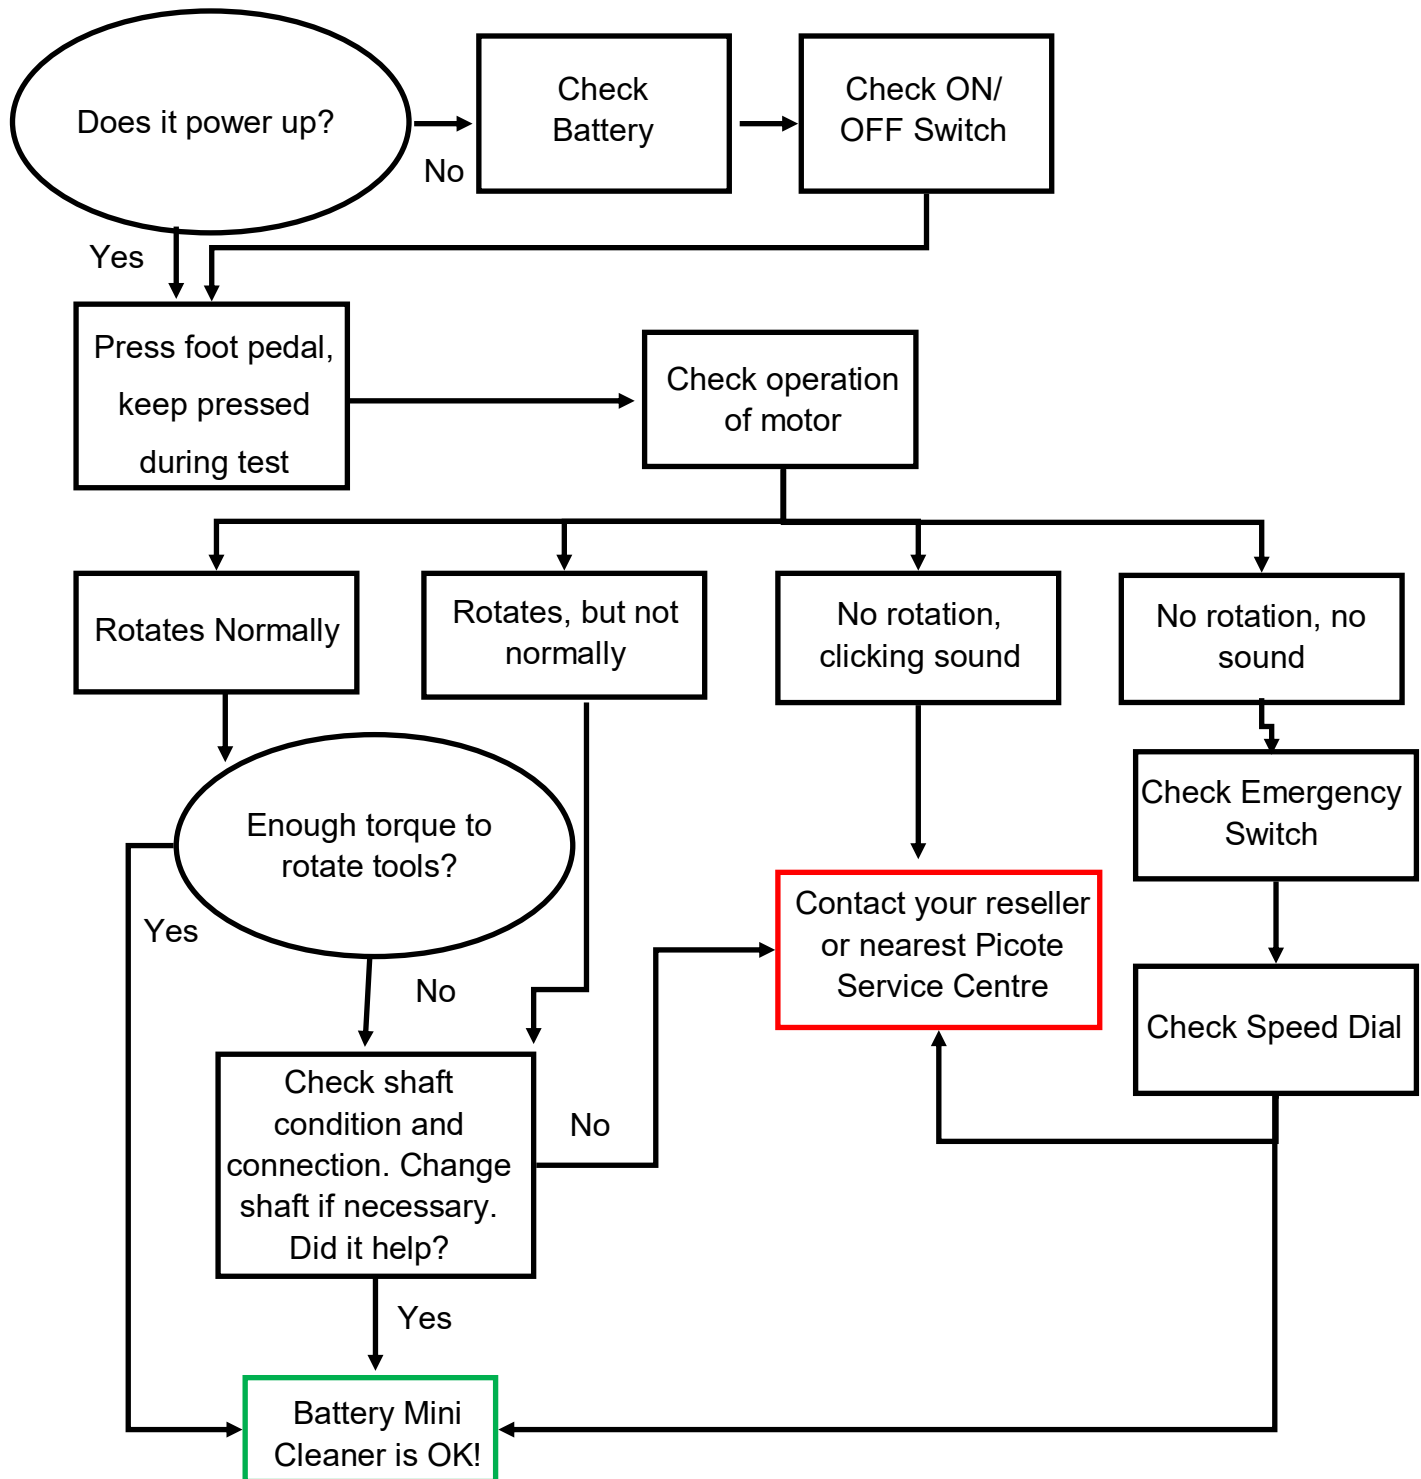 Does it power up?
No
Check
Battery
Check ON/
OFF Switch
Yes
Press foot pedal,
keep pressed
during test
Check operation
of motor
Rotates Normally
Rotates, but not
normally
No rotation,
clicking sound
No rotation, no
sound
Enough torque to
rotate tools?
Yes
No
Check Emergency
Switch
Contact your reseller
or nearest Picote
Service Centre
Check Speed Dial
Check shaft
condition and
connection. Change
shaft if necessary.
Did it help?
No
Yes
Battery Mini
Cleaner is OK!